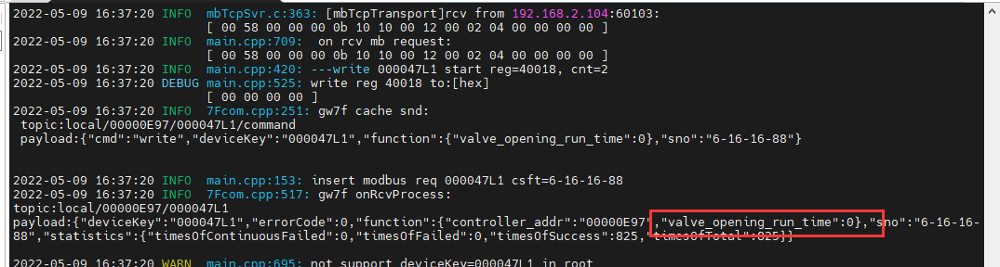 2022-05-09 16:37:20 INFO  mbTcpSvr.c:363: [mbTcpTransport]rcv from 192.168.2.104:60103:
[ 00 58 00 00 00 0b 10 10 00 12 00 02 04 00 00 00 00 ]
2022-05-09 16:37:20 INFO  main.cpp:709:  on rcv mb request:
[ 00 58 00 00 00 0b 10 10 00 12 00 02 04 00 00 00 00 ]
2022-05-09 16:37:20 INFO  main.cpp:420: ---write 000047L1 start reg=40018, cnt=2
2022-05-09 16:37:20 DEBUG main.cpp:525: write reg 40018 to:[hex]
[ 00 00 00 00 ]
2022-05-09 16:37:20 INFO  7Fcom.cpp:251: gw7f cache snd:
topic:local/00000E97/000047L1/command
payload:{"cmd":"write","deviceKey":"000047L1","function":{"valve_opening_run_time":0},"sno":"6-16-16-88"}
2022-05-09 16:37:20 INFO  main.cpp:153: insert modbus req 000047L1 csft=6-16-16-88
2022-05-09 16:37:20 INFO  7Fcom.cpp:517: gw7f onRcvProcess:
topic:local/00000E97/000047L1
payload:{"deviceKey":"000047L1","errorCode":0,"function":{"controller_addr":"00000E97","valve_opening_run_time":0},"sno":"6-16-16-
88","statistics":{"timesOfContinuousFailed":0,"timesOfFailed":0,"timesOfSuccess":825,"timesOfTotal":825}}
2022-05-09 16:37:20 WARN  main.cpp:695: not support deviceKey=000047L1 in root